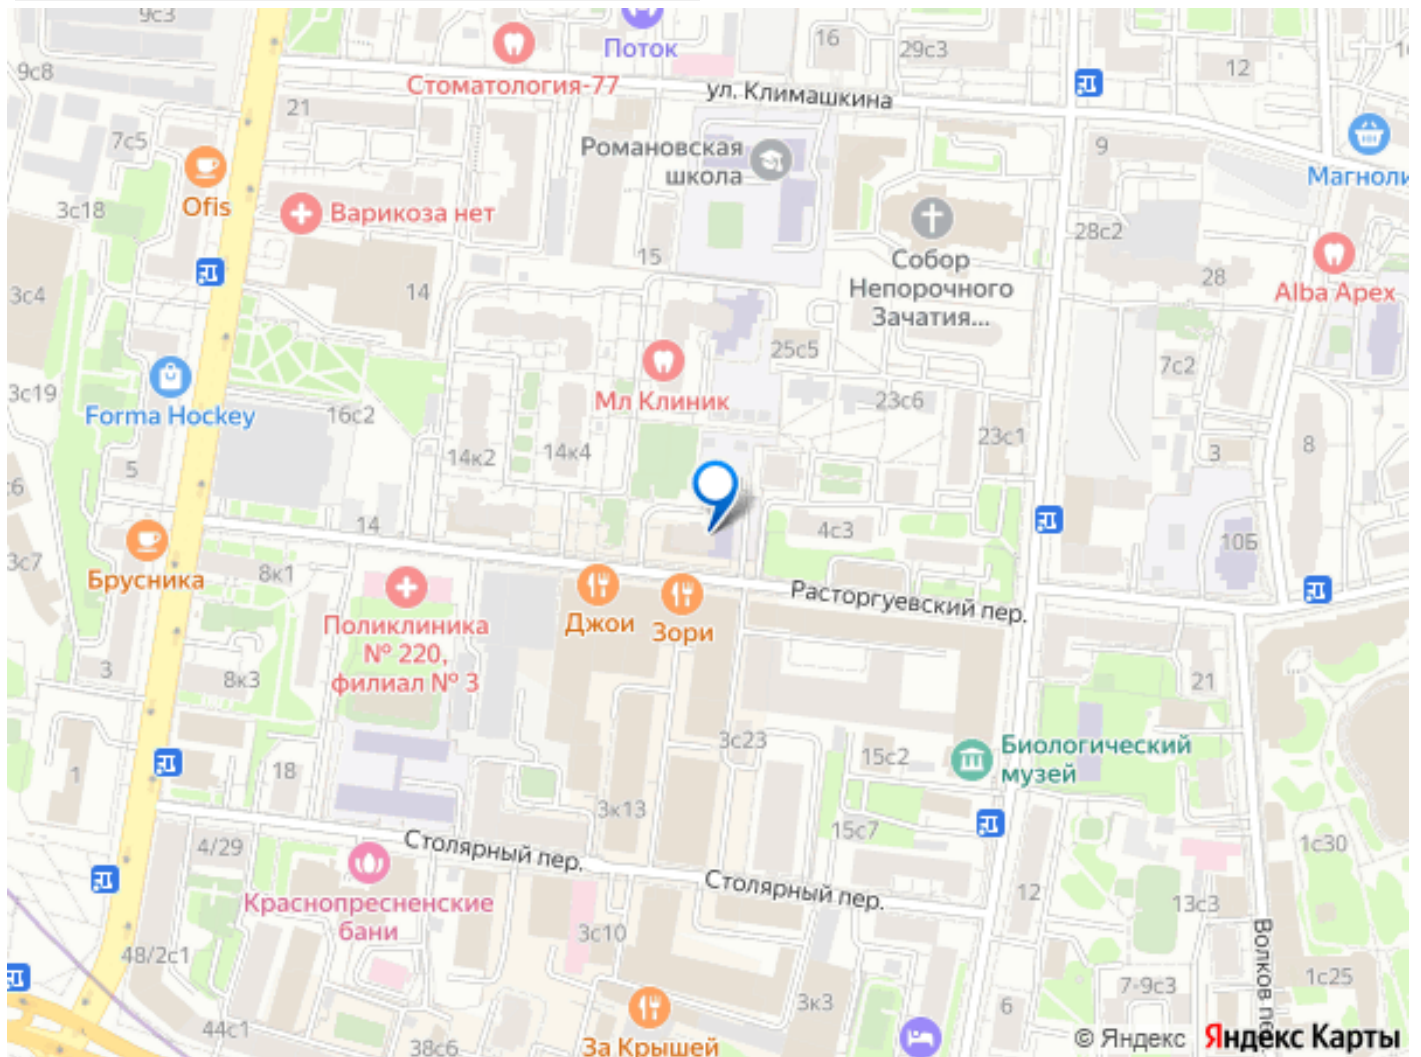 9с3
Поток
16
29с3
9с8
12
Стоматология-77
ул. Климашкина
21
7с5
Романовская
школа
9
Магноли
Ofis
3с18
Варикоза нет
28с2
15
Собор
Непорочного
Зачатия...
28
Alba Apex
3с4
14
25с5
7с2
3с19
Forma Hockey
16с2
Мл Клиник
23с6
23с1
14к2
14к4
3
8
5
с6
14
4с3
10Б
3с7
Брусника
8к1
Расторгуевский пер.
Поликлиника
№ 220,
филиал № 3
Джои
Зори
3
8к3
21
3с23
15с2
Биологический
музей
1
18
3к13
15с7
4/29
Столярный пер.
1с30
Столярный пер.
12
Краснопресненские
бани
13с3
3с10
48/2с1
Волков пе
7-9с3
1с25
3к3
6
44с1
38с6
За Крышей
© Яндекс
Яндекс Карты